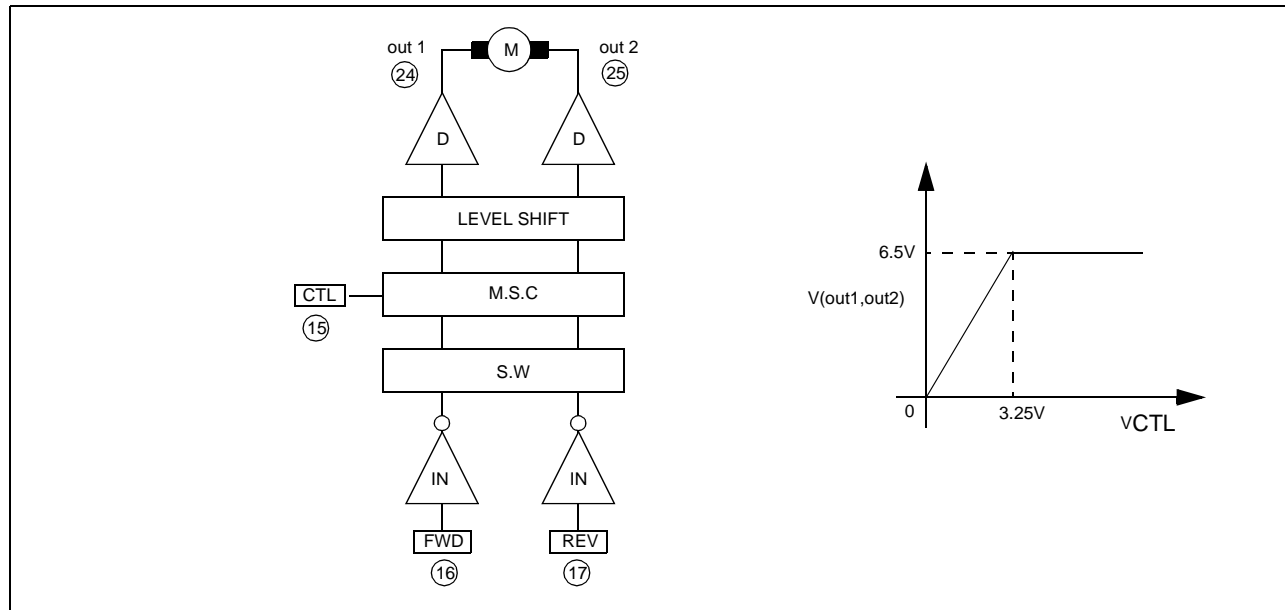 out 1
M
out 2
24
25
D
D
LEVEL SHIFT
CTL
M.S.C
15
S.W
IN
IN
FWD
REV
16
17
6.5V
V(out1,out2)
0
3.25V
VCTL